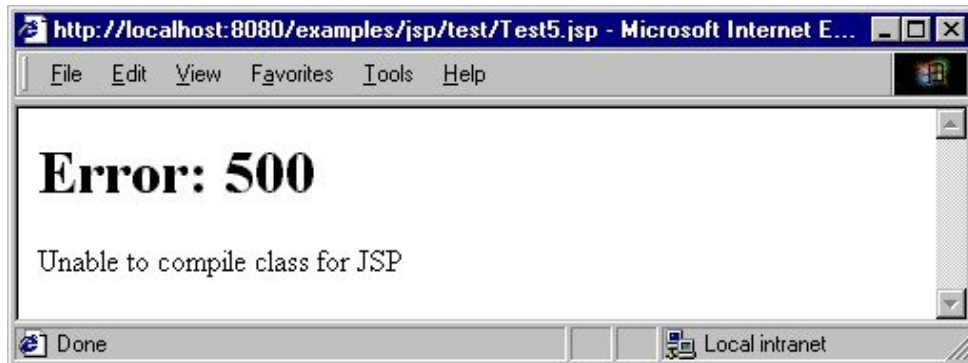 http://localhost:8080/examples/jsp/test/Test5.jsp - Microsoft Internet E...
File Edit View Favorites Tools Help
Error: 500
Unable to compile class for JSP
Done Local intranet